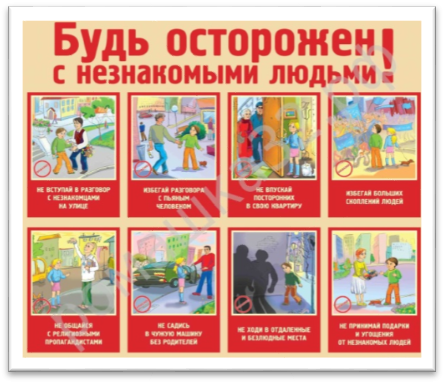 Будь осторожен
с незнакомыми людьми!
НЕ ВСТУПАЙ В РАЗГОВОР
С НЕЗНАКОМЦАМИ
НА УЛИЦЕ
ИЗБЕГАЙ РАЗГОВОРА
С ПЬЯНЫМ
ЧЕЛОВЕКОМ
НЕ ВПУСКАЙ
ПОСТОРОННИХ
В СВОЮ КВАРТИРУ
ИЗБЕГАЙ БОЛЬШИХ
СКОПЛЕНИЙ ЛЮДЕЙ
НЕ ОБЩАЙСЯ
С РЕЛИГИОЗНЫМИ
ПРОПАГАНДИСТАМИ
НЕ САДИСЬ
В ЧУЖУЮ МАШИНУ
БЕЗ РОДИТЕЛЕЙ
НЕ ХОДИ В ОТДАЛЕННЫЕ
И БЕЗЛЮДНЫЕ МЕСТА
НЕ ПРИНИМАЙ ПОДАРКИ
И УГОЩЕНИЯ
ОТ НЕЗНАКОМЫХ ЛЮДЕЙ